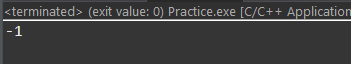 <terminated> (exit value: 0) Practice.exe [C/C++ Application
-1